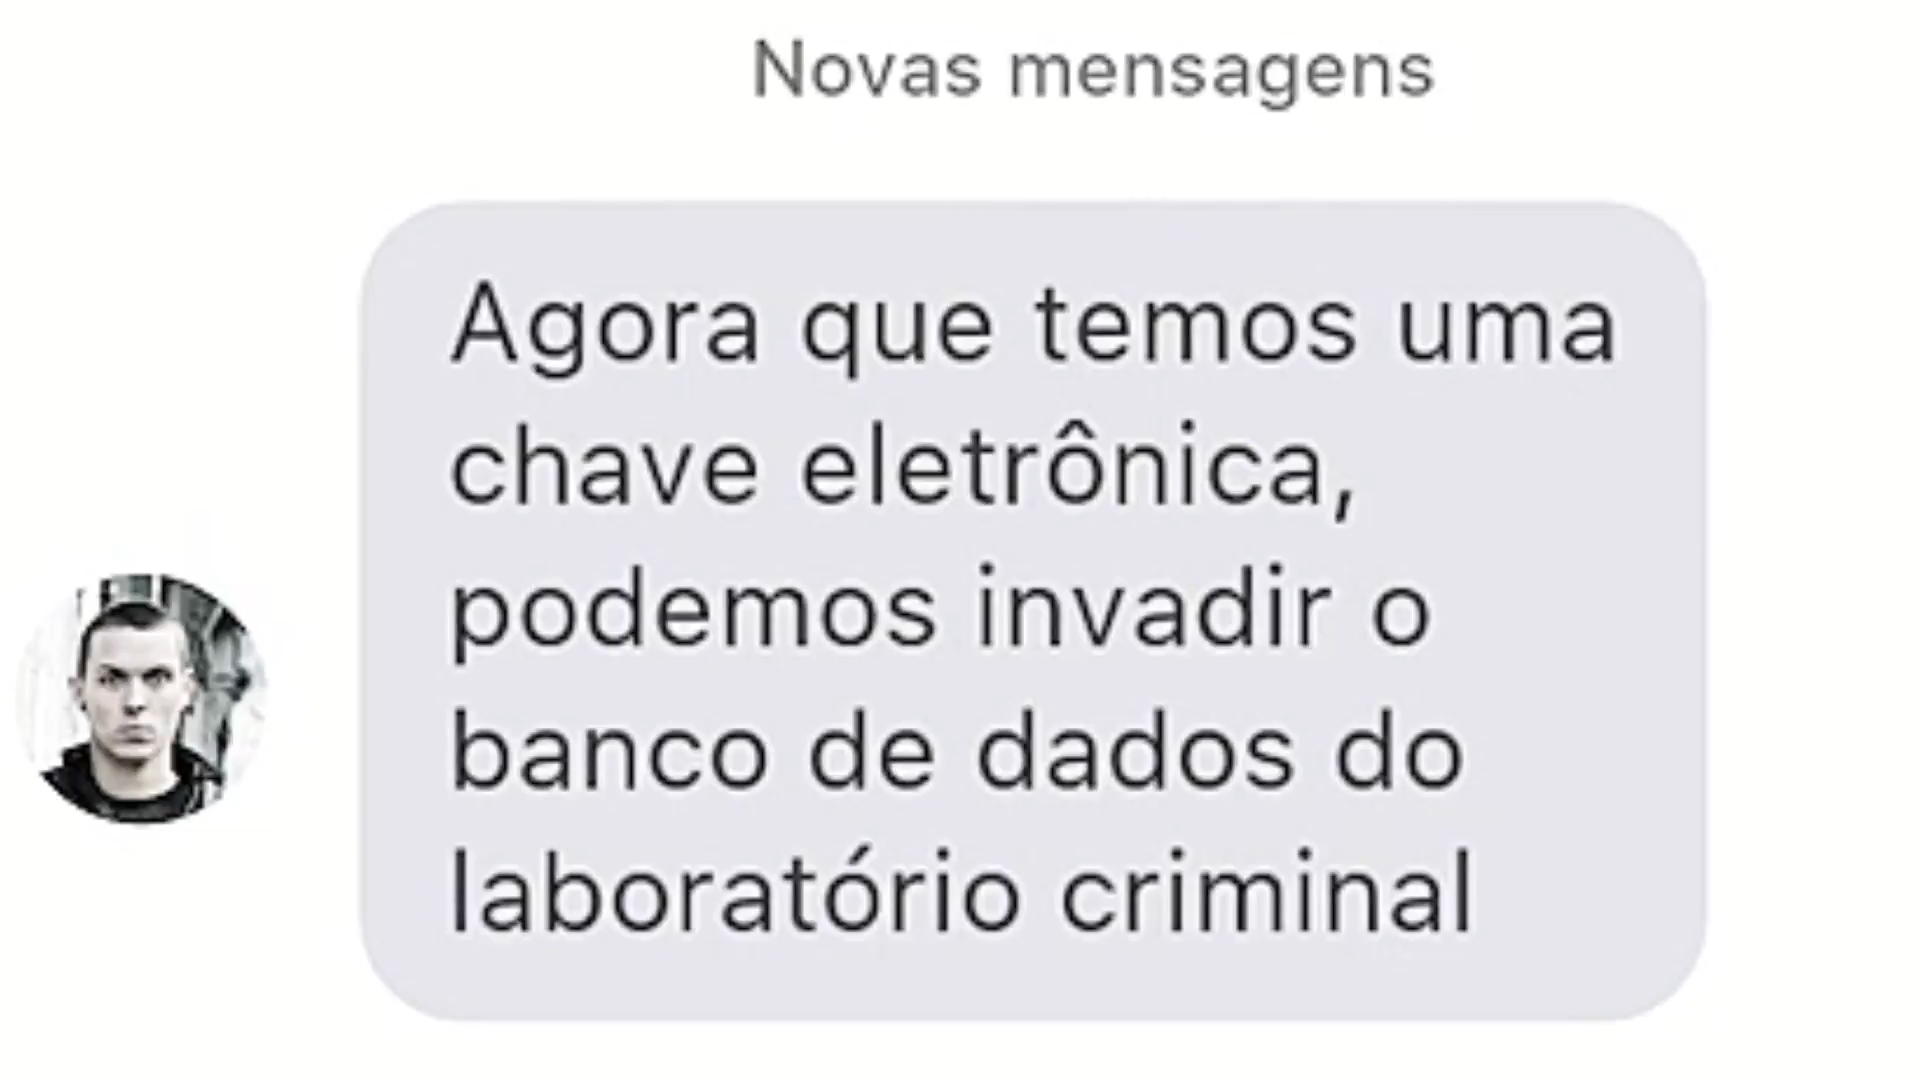 Novas mensagens
Agora que temos uma
chave eletrônica,
podemos invadir o
banco de dados do
laboratório criminal